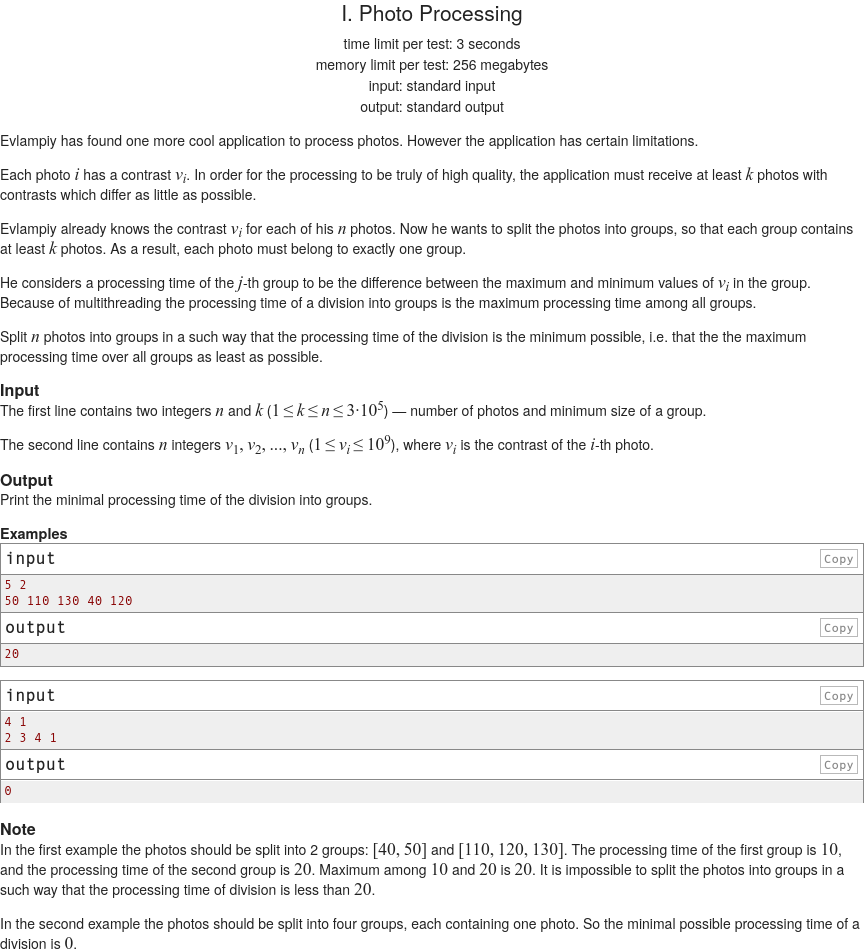 I. Photo Processing
time limit per test: 3 seconds
memory limit per test: 256 megabytes
input: standard input
output: standard output
Evlampiy has found one more cool application to process photos. However the application has certain limitations.
Each photo i has a contrast v_i. In order for the processing to be truly of high quality, the application must receive at least k photos with
contrasts which differ as little as possible.
Evlampiy already knows the contrast v_i for each of his n photos. Now he wants to split the photos into groups, so that each group contains
at least k photos. As a result, each photo must belong to exactly one group.
He considers a processing time of the j-th group to be the difference between the maximum and minimum values of v_i in the group.
Because of multithreading the processing time of a division into groups is the maximum processing time among all groups.
Split n photos into groups in a such way that the processing time of the division is the minimum possible, i.e. that the the maximum
processing time over all groups as least as possible.
Input
The first line contains two integers n and k (1 ≤ k ≤ n ≤ 3·10^5) — number of photos and minimum size of a group.
The second line contains n integers v_1, v_2, ..., v_n (1 ≤ v_i ≤ 10^9), where v_i is the contrast of the i-th photo.
Output
Print the minimal processing time of the division into groups.
Examples
input Copy
5 2
50 110 130 40 120
output Copy
20
input Copy
4 1
2 3 4 1
output Copy
0
Note
In the first example the photos should be split into 2 groups: [40, 50] and [110, 120, 130]. The processing time of the first group is 10,
and the processing time of the second group is 20. Maximum among 10 and 20 is 20. It is impossible to split the photos into groups in a
such way that the processing time of division is less than 20.
In the second example the photos should be split into four groups, each containing one photo. So the minimal possible processing time of a
division is 0.